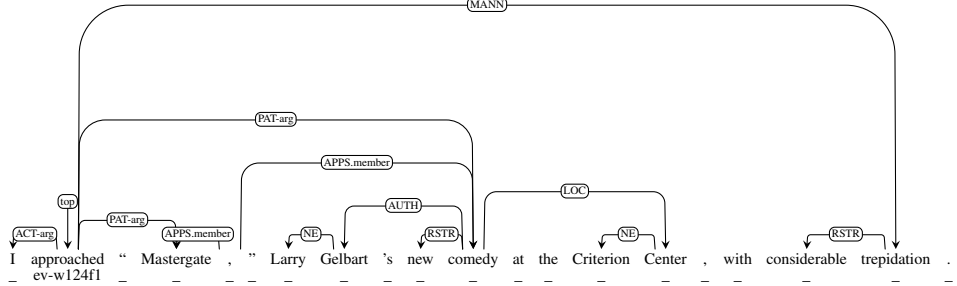 MANN
PAT-arg
APPS.member
LOC
top
AUTH
PAT-arg
ACT-arg APPS.member NE RSTR NE RSTR
I approached “ Mastergate , ” Larry Gelbart 's new comedy at the Criterion Center , with considerable trepidation .
ev-w124f1
_ _ _ _ _ _ _ _ _ _ _ _ _ _ _ _ _ _